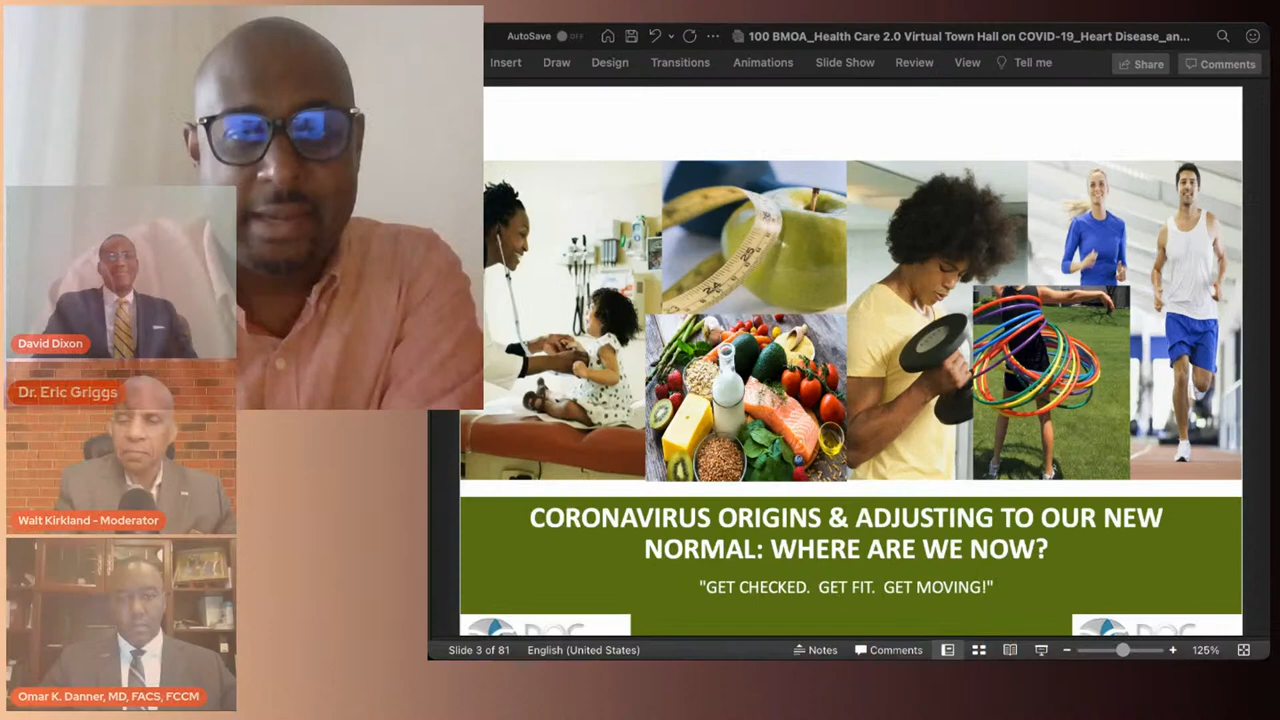 David Dixon
Dr. Eric Griggs
Walt Kirkland - Moderator
Omar K. Danner, MD, FACS, FCCM
AutoSave OFF
100 BMOA_Health Care 2.0 Virtual Town Hall on COVID-19_Heart Disease_an...
Insert Draw Design Transitions Animations Slide Show Review View Tell me Share Comments
24
25
CORONAVIRUS ORIGINS & ADJUSTING TO OUR NEW
NORMAL: WHERE ARE WE NOW?
"GET CHECKED. GET FIT. GET MOVING!"
Slide 3 of 81 English (United States) Notes Comments 125%